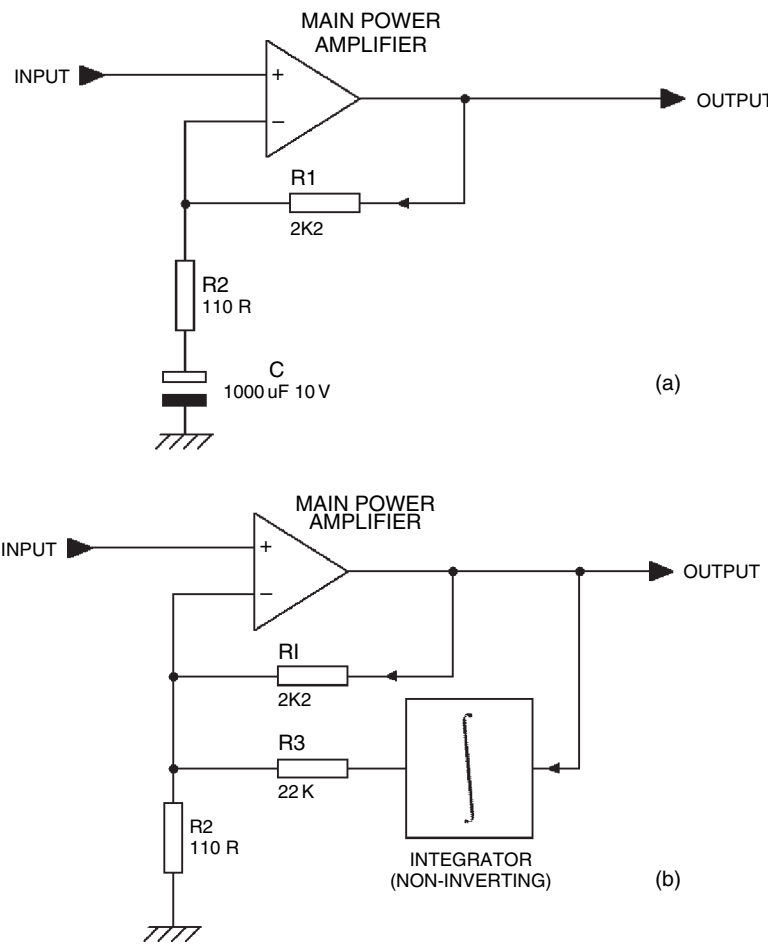 MAIN POWER
AMPLIFIER
INPUT
+
−
OUTPUT
R1
2K2
R2
110 R
C
1000 uF 10 V
(a)
MAIN POWER
AMPLIFIER
INPUT
+
−
OUTPUT
RI
2K2
R3
22 K
∫
R2
110 R
INTEGRATOR
(NON-INVERTING)
(b)